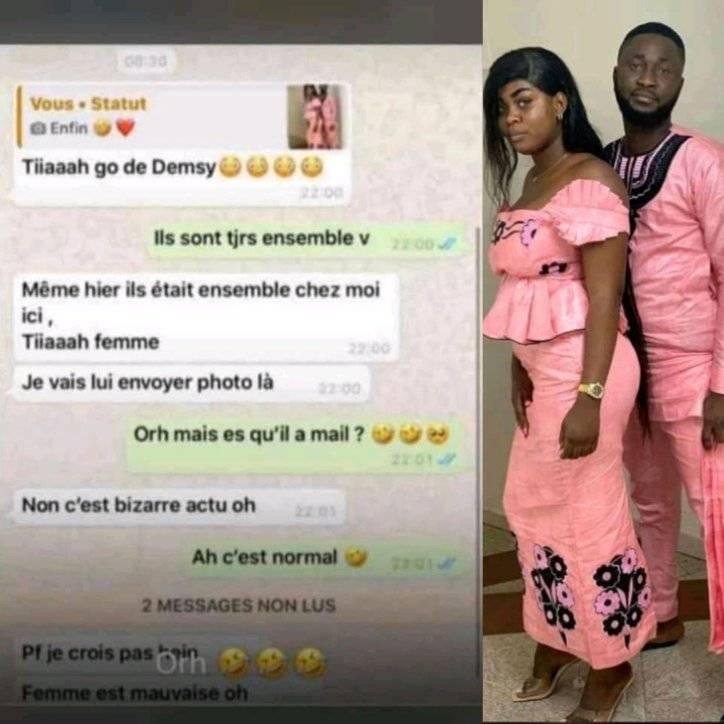 08:36
Vous • Statut
Enfin 🤣❤️
Tiiaaah go de Demsy😳😳😳😳
22:00
Ils sont tjrs ensemble v 22:00
Même hier ils était ensemble chez moi
ici ,
Tiiaaah femme
22:00
Je vais lui envoyer photo là 22:00
Orh mais es qu'il a mail ? 🤣🤣🥹
22:01
Non c'est bizarre actu oh 22:01
Ah c'est normal 🤣 22:01
2 MESSAGES NON LUS
Pf je crois pas hein
Orh 🤣🤣🤣
Femme est mauvaise oh